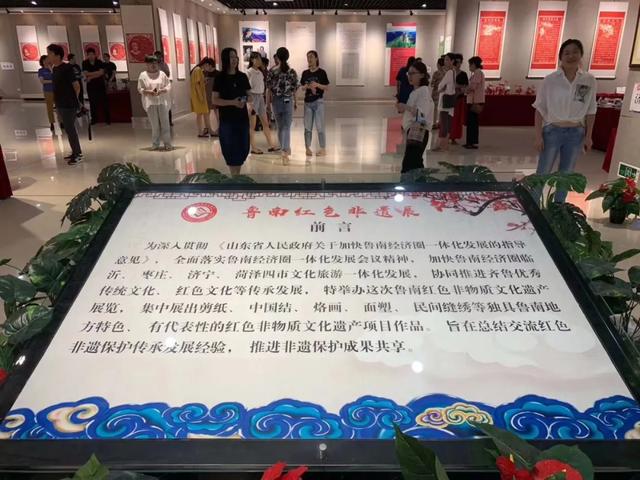 鲁南红色非遗展
前言
为深入贯彻《山东省人民政府关于加快鲁南经济圈一体化发展的指导
意见》，全面落实鲁南经济圈一体化发展会议精神，加快鲁南经济圈临
沂、枣庄、济宁、菏泽四市文化旅游一体化发展，协同推进齐鲁优秀
传统文化、红色文化等传承发展，特举办这次鲁南红色非物质文化遗产
展览，集中展出剪纸、中国结、烙画、面塑、民间缝绣等独具鲁南地
方特色、有代表性的红色非物质文化遗产项目作品。旨在总结交流红色
非遗保护传承发展经验，推进非遗保护成果共享。